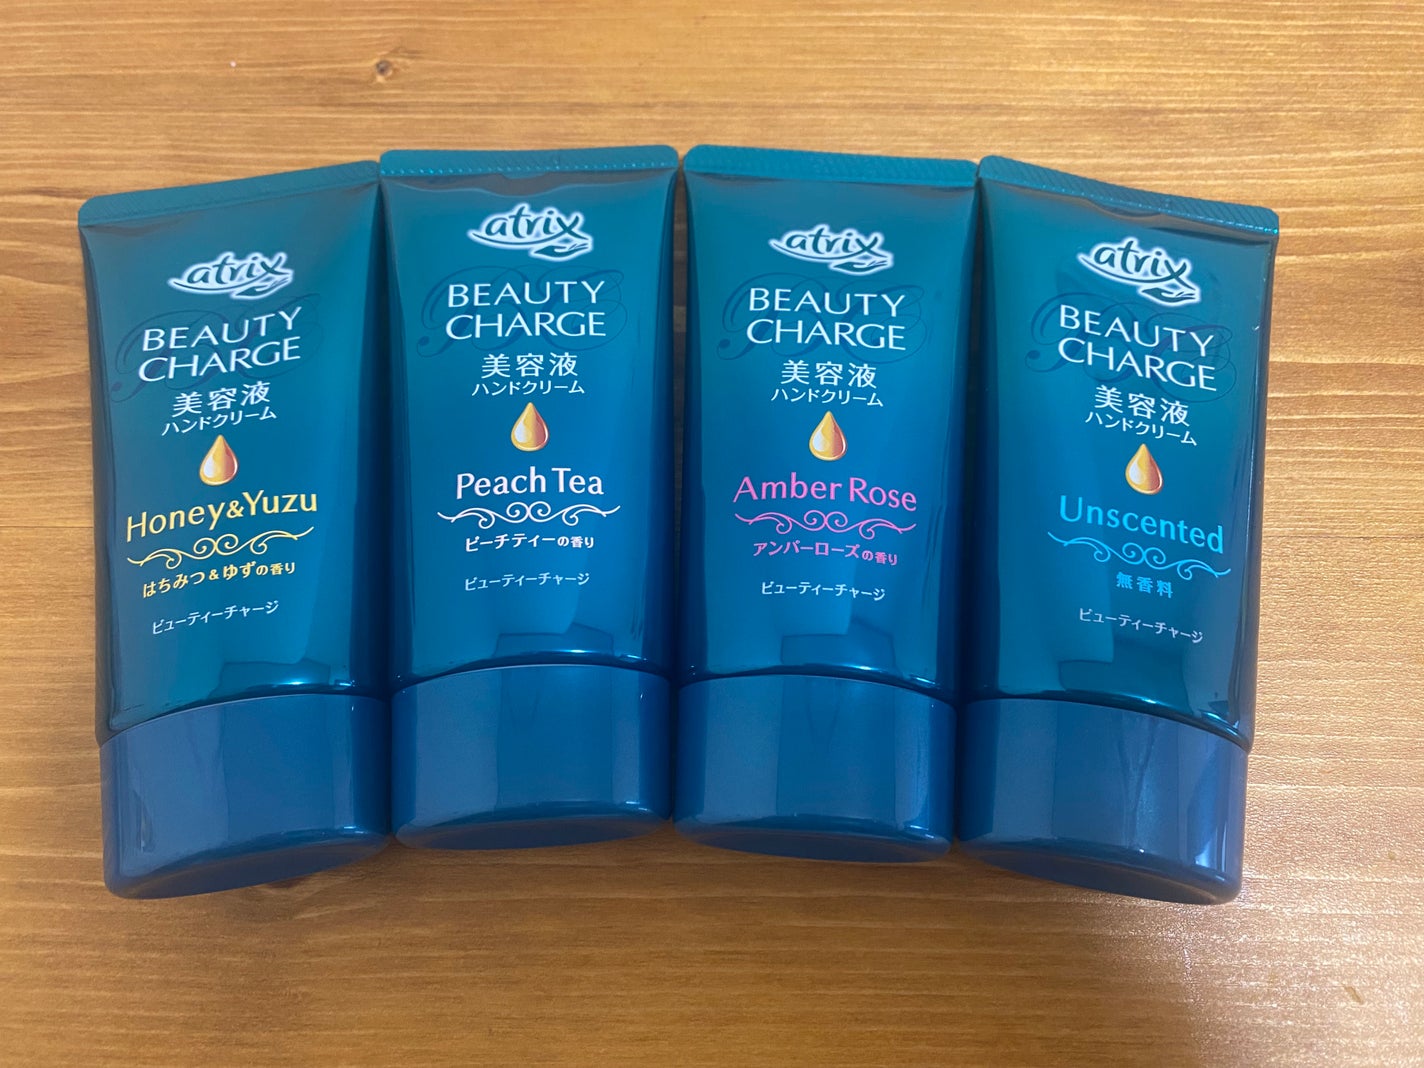 atrix
BEAUTY
CHARGE
美容液
ハンドクリーム
Honey&Yuzu
はちみつ&ゆずの香り
ビューティーチャージ
atrix
BEAUTY
CHARGE
美容液
ハンドクリーム
Peach Tea
ピーチティーの香り
ビューティーチャージ
atrix
BEAUTY
CHARGE
美容液
ハンドクリーム
Amber Rose
アンバーローズの香り
ビューティーチャージ
atrix
BEAUTY
CHARGE
美容液
ハンドクリーム
Unscented
無香料
ビューティーチャージ